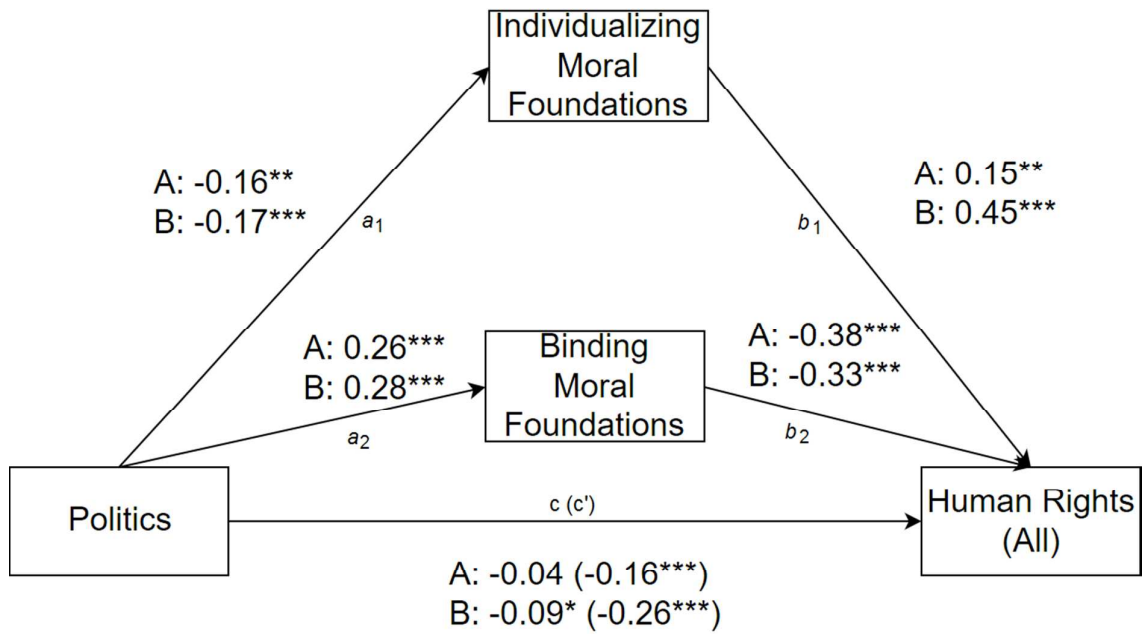 Individualizing
Moral
Foundations
A: -0.16**
B: -0.17***
a1
b1
A: 0.15**
B: 0.45***
A: 0.26***
B: 0.28***
a2
Binding
Moral
Foundations
A: -0.38***
B: -0.33***
b2
Politics
c (c')
Human Rights
(All)
A: -0.04 (-0.16***)
B: -0.09* (-0.26***)